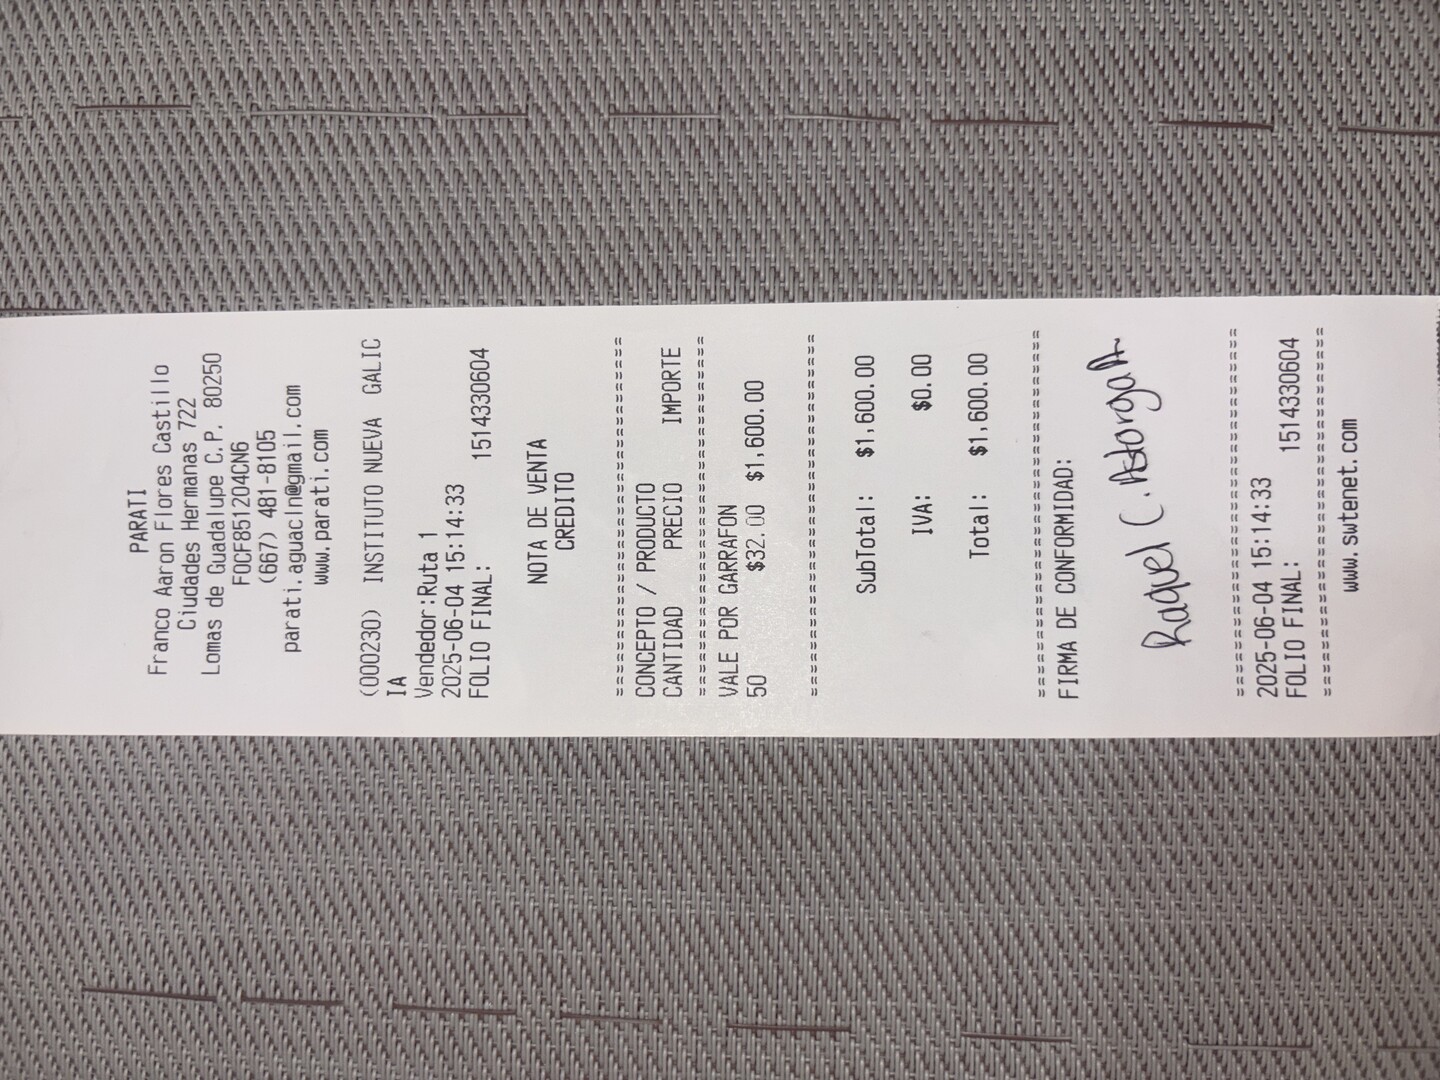 PARATI
Franco Aaron Flores Castillo
Ciudades Hermanas 722
Lomas de Guadalupe C.P. 80250
FOCF851204CN6
(667) 481-8105
parati.aguacln@gmail.com
www.parati.com
(000230) INSTITUTO NUEVA GALIC
IA
Vendedor:Ruta 1
2025-06-04 15:14:33
FOLIO FINAL: 1514330604
NOTA DE VENTA
CREDITO
================================
CONCEPTO / PRODUCTO
CANTIDAD PRECIO IMPORTE
================================
VALE POR GARRAFON
50 $32.00 $1,600.00
================================
SubTotal: $1,600.00
IVA: $0.00
Total: $1,600.00
================================
FIRMA DE CONFORMIDAD:
Raquel C. Astorga A.
================================
2025-06-04 15:14:33
FOLIO FINAL: 1514330604
================================
www.swtenet.com